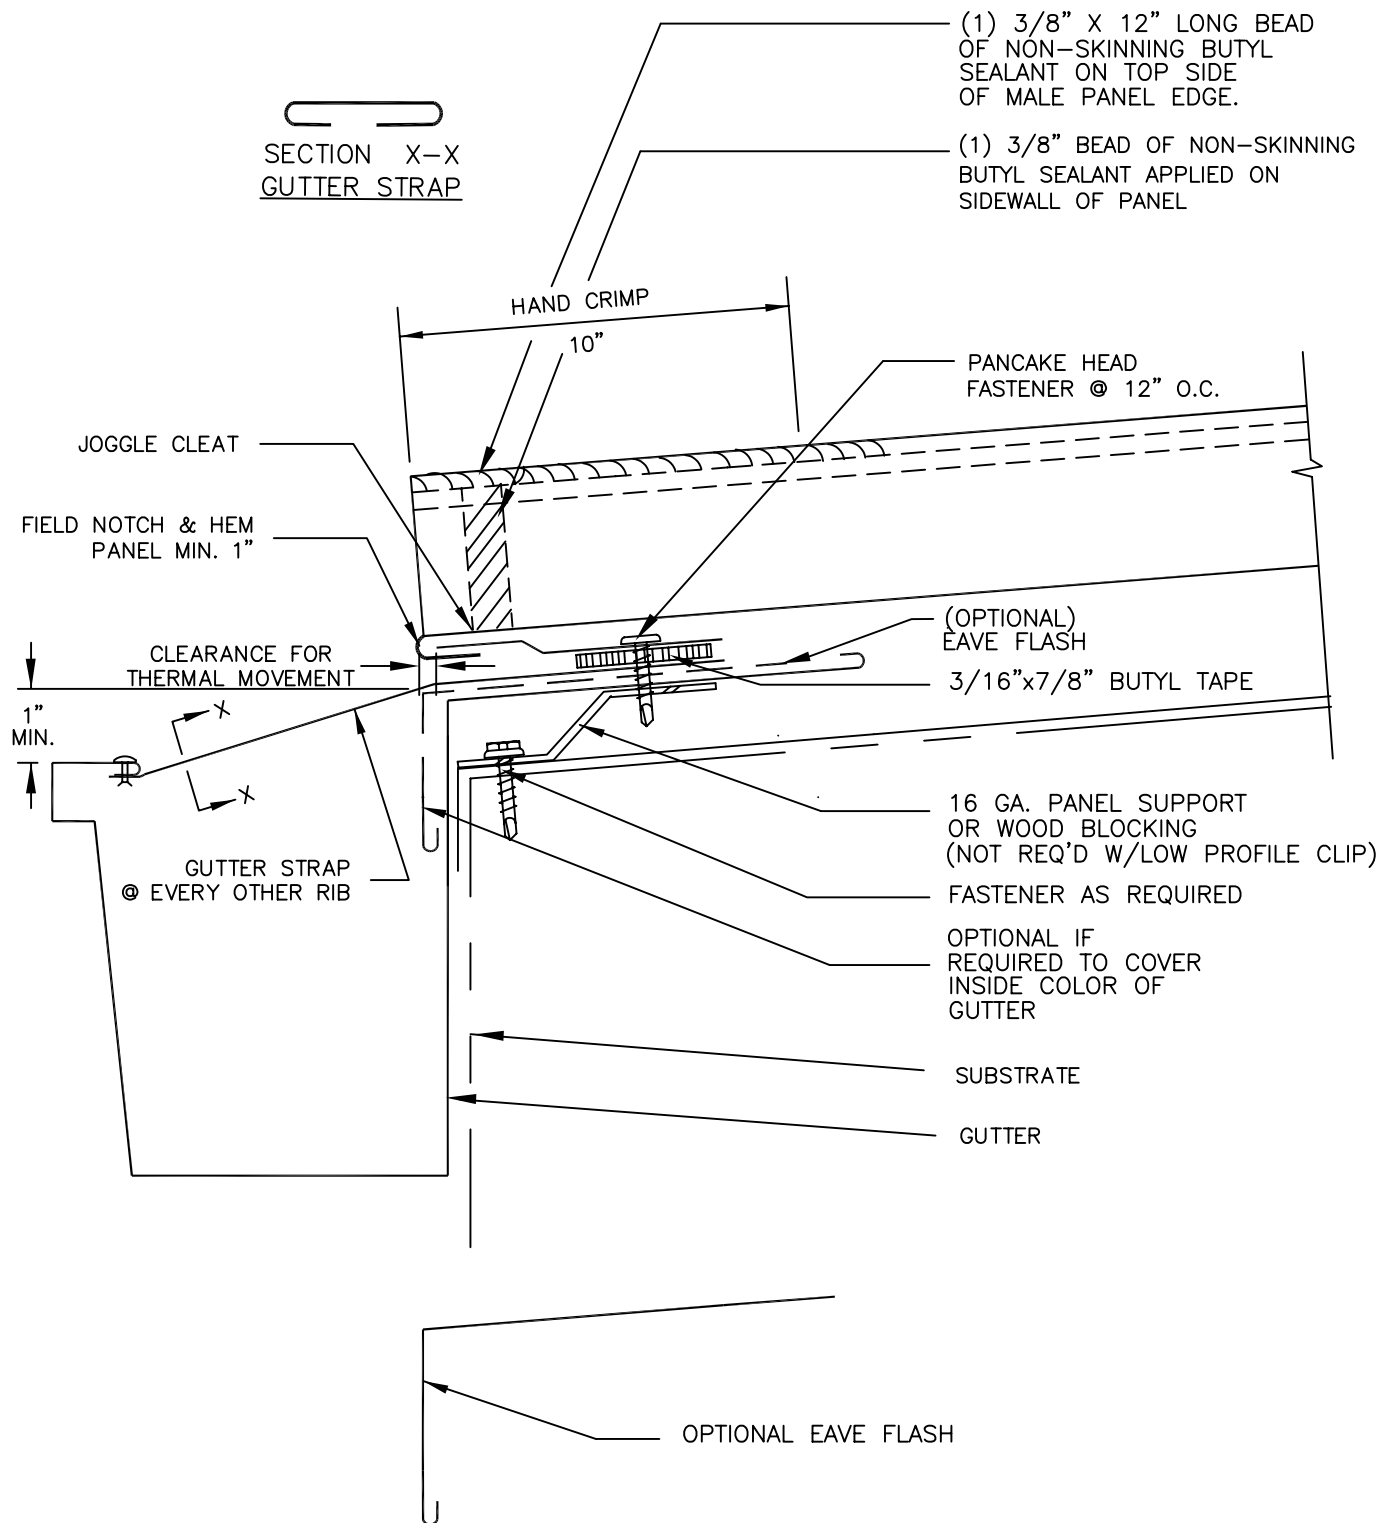 (1) 3/8” X 12” LONG BEAD
OF NON-SKINNING BUTYL
SEALANT ON TOP SIDE
OF MALE PANEL EDGE.
SECTION X-X
GUTTER STRAP
(1) 3/8” BEAD OF NON-SKINNING
BUTYL SEALANT APPLIED ON
SIDEWALL OF PANEL
HAND CRIMP
10”
PANCAKE HEAD
FASTENER @ 12” O.C.
JOGGLE CLEAT
FIELD NOTCH & HEM
PANEL MIN. 1”
(OPTIONAL)
EAVE FLASH
CLEARANCE FOR
THERMAL MOVEMENT
3/16”x7/8” BUTYL TAPE
1”
MIN.
X
X
16 GA. PANEL SUPPORT
OR WOOD BLOCKING
(NOT REQ'D W/LOW PROFILE CLIP)
GUTTER STRAP
@ EVERY OTHER RIB
FASTENER AS REQUIRED
OPTIONAL IF
REQUIRED TO COVER
INSIDE COLOR OF
GUTTER
SUBSTRATE
GUTTER
OPTIONAL EAVE FLASH